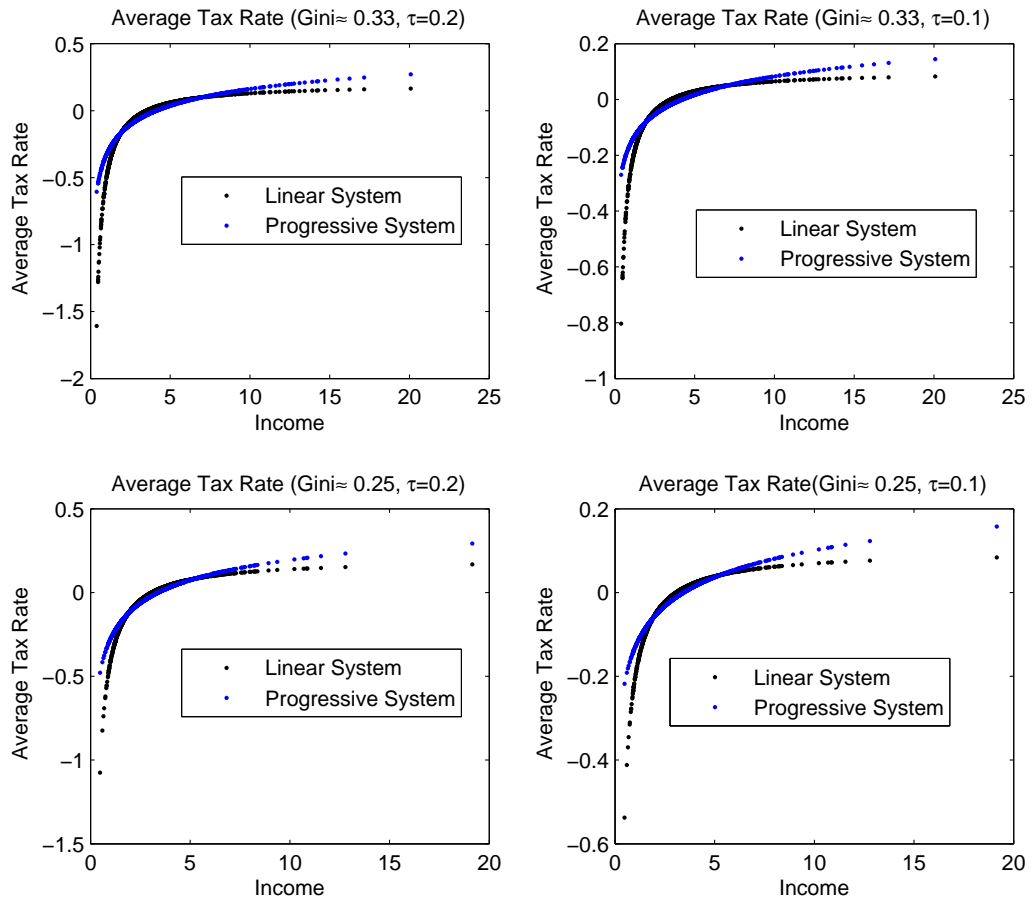 Average Tax Rate (Gini≈ 0.33, τ=0.2)
0.5
0
−0.5
−1
−1.5
−2
Average Tax Rate
Linear System
Progressive System
0 5 10 15 20 25
Income
Average Tax Rate (Gini≈ 0.33, τ=0.1)
0.2
0
−0.2
−0.4
−0.6
−0.8
−1
Average Tax Rate
Linear System
Progressive System
0 5 10 15 20 25
Income
Average Tax Rate (Gini≈ 0.25, τ=0.2)
0.5
0
−0.5
−1
−1.5
Average Tax Rate
Linear System
Progressive System
0 5 10 15 20
Income
Average Tax Rate(Gini≈ 0.25, τ=0.1)
0.2
0
−0.2
−0.4
−0.6
Average Tax Rate
Linear System
Progressive System
0 5 10 15 20
Income